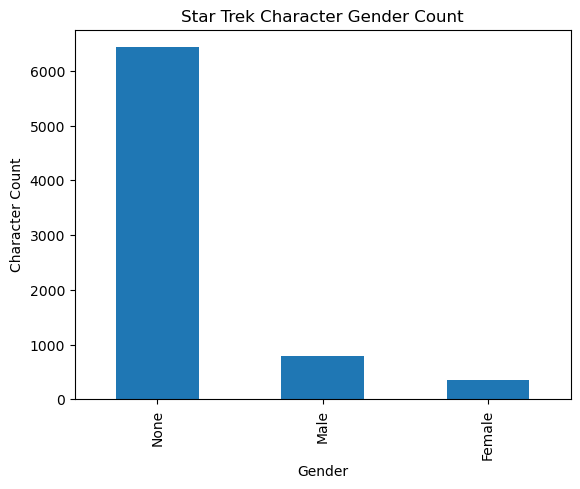 Star Trek Character Gender Count
Character Count
6000
5000
4000
3000
2000
1000
0
None
Male
Female
Gender